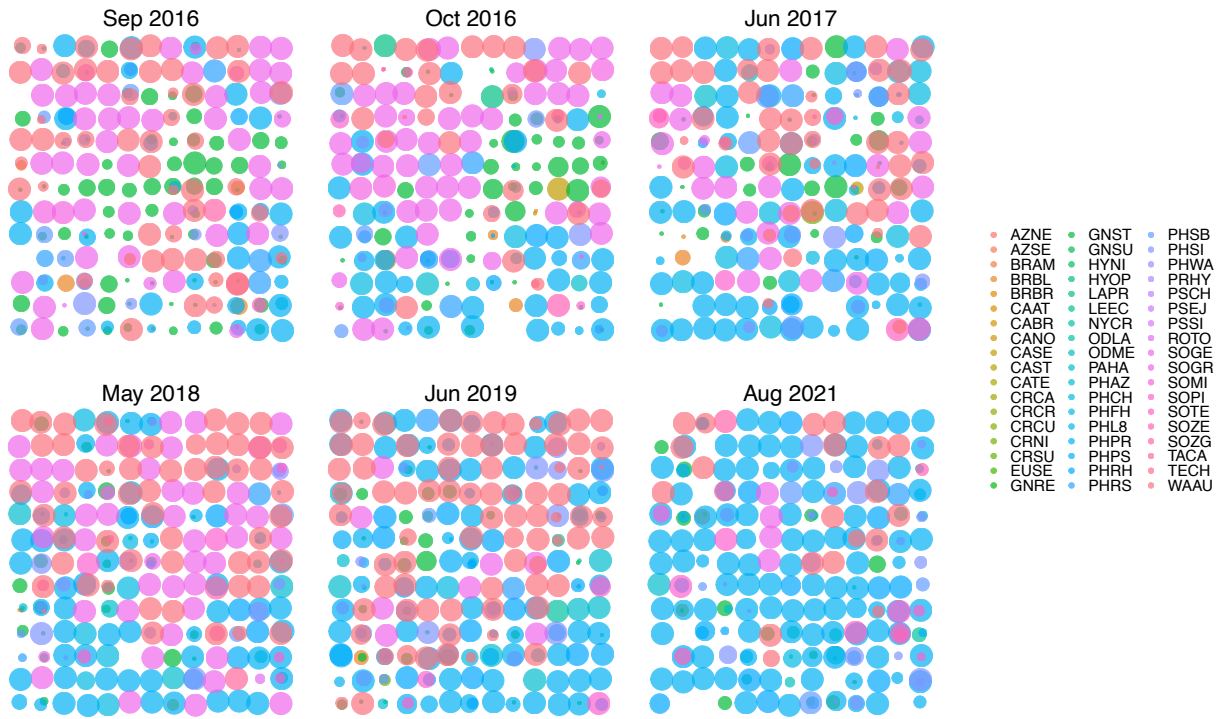 Sep 2016 Oct 2016 Jun 2017
AZNE GNST PHSB
AZSE GNSU PHSI
BRAM HYNI PHWA
BRBL HYOP PRHY
BRBR LAPR PSCH
CAAT LEEC PSEJ
CABR NYCR PSSI
CANO ODLA ROTO
CASE ODME SOGE
CAST PAHA SOGR
CATE PHAZ SOMI
CRCA PHCH SOPI
CRCR PHFH SOTE
CRCU PHL8 SOZE
CRNI PHPR SOZG
CRSU PHPS TACA
EUSE PHRH TECH
GNRE PHRS WAAU
May 2018 Jun 2019 Aug 2021